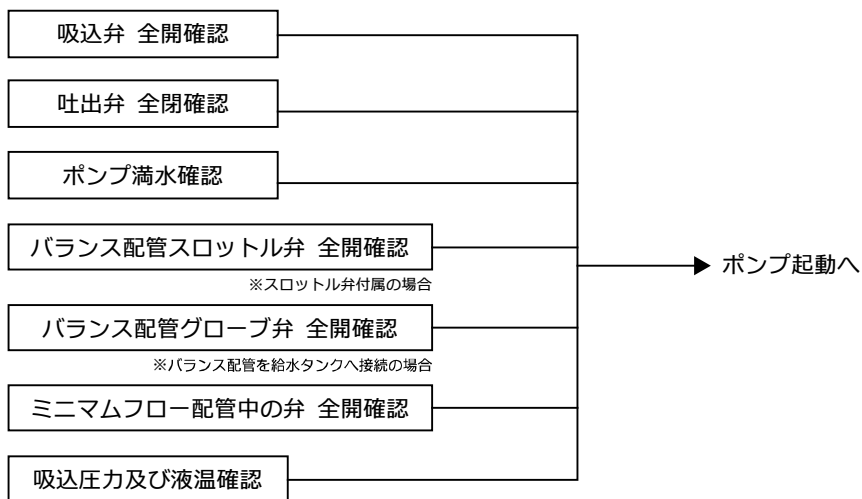 吸込弁 全開確認
吐出弁 全閉確認
ポンプ満水確認
バランス配管スロットル弁 全開確認
※スロットル弁付属の場合
ポンプ起動へ
バランス配管グローブ弁 全開確認
※バランス配管を給水タンクへ接続の場合
ミニマムフロー配管中の弁 全開確認
吸込圧力及び液温確認